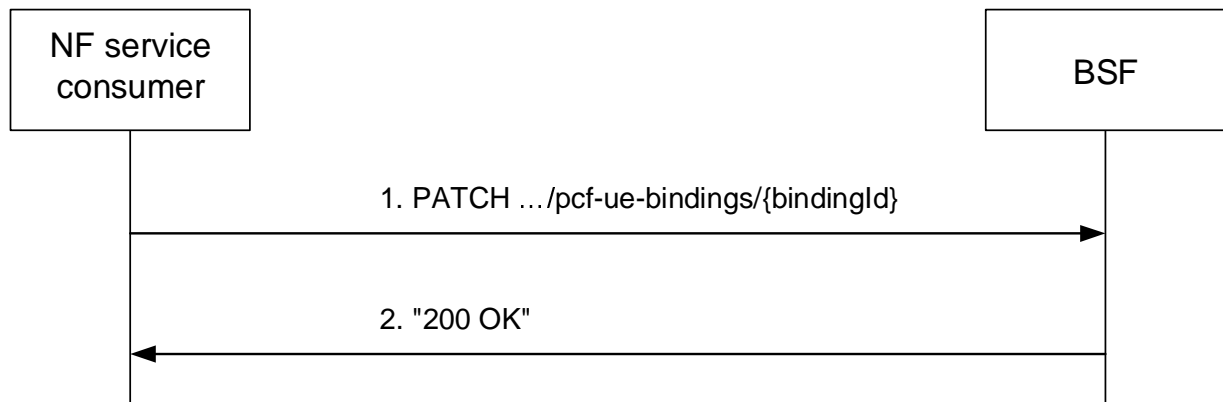 NF service
consumer
BSF
1. PATCH …/pcf-ue-bindings/{bindingId}
2. "200 OK"